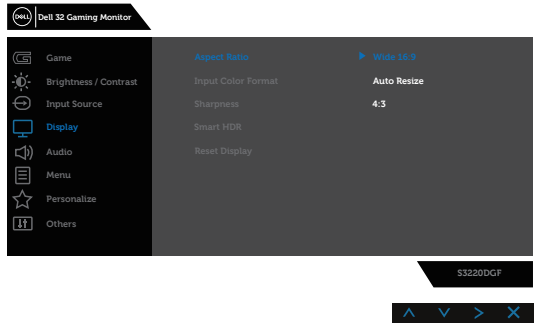 DELL
Dell 32 Gaming Monitor
Game
Aspect Ratio
Wide 16:9
Brightness / Contrast
Input Color Format
Auto Resize
Input Source
Sharpness
4:3
Display
Smart HDR
Audio
Reset Display
Menu
Personalize
Others
S3220DGF